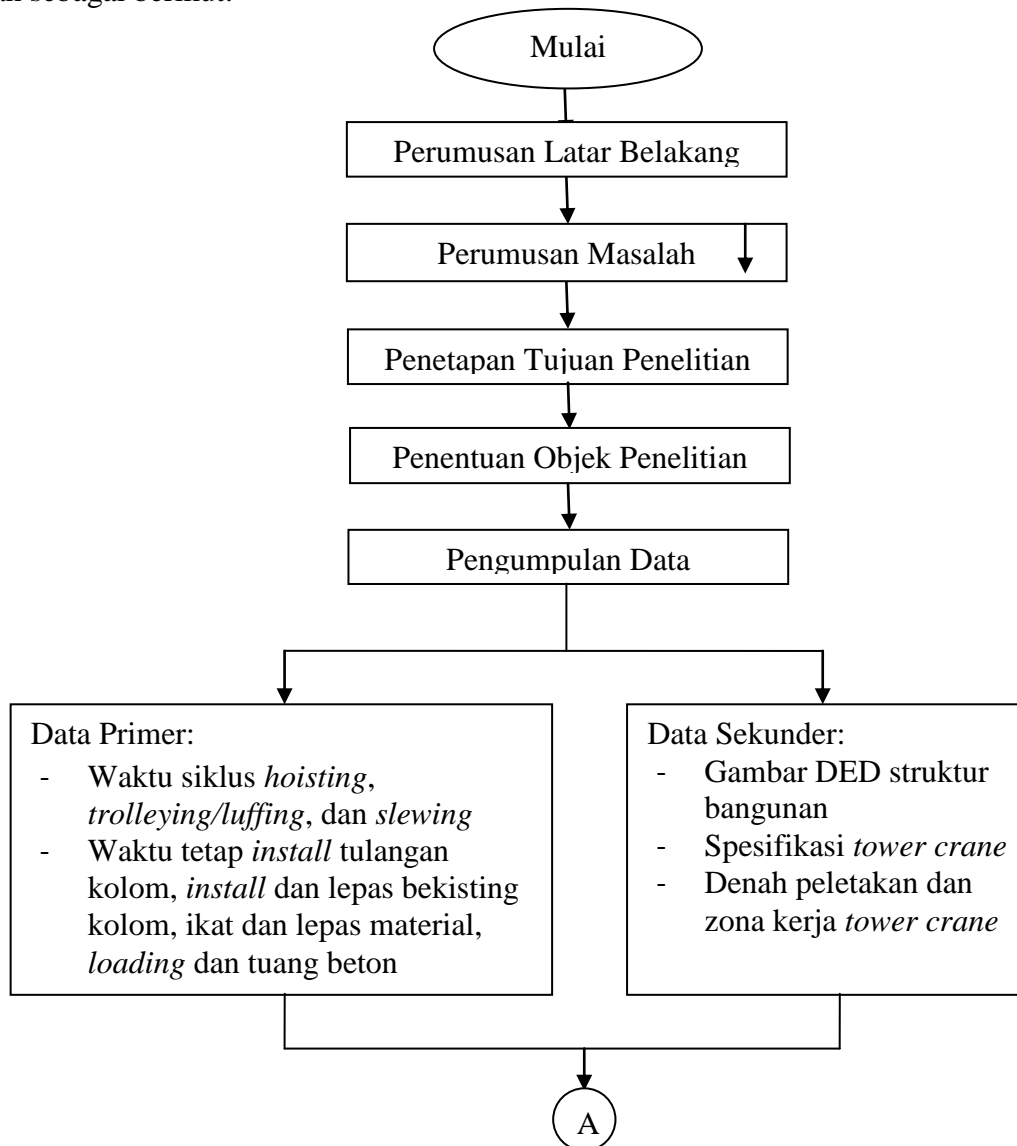 sebagai berikut:
Mulai
Perumusan Latar Belakang
Perumusan Masalah
Penetapan Tujuan Penelitian
Penentuan Objek Penelitian
Pengumpulan Data
Data Primer:
- Waktu siklus hoisting,
trolleying/luffing, dan slewing
- Waktu tetap install tulangan
kolom, install dan lepas bekisting
kolom, ikat dan lepas material,
loading dan tuang beton
Data Sekunder:
- Gambar DED struktur
bangunan
- Spesifikasi tower crane
- Denah peletakan dan
zona kerja tower crane
A